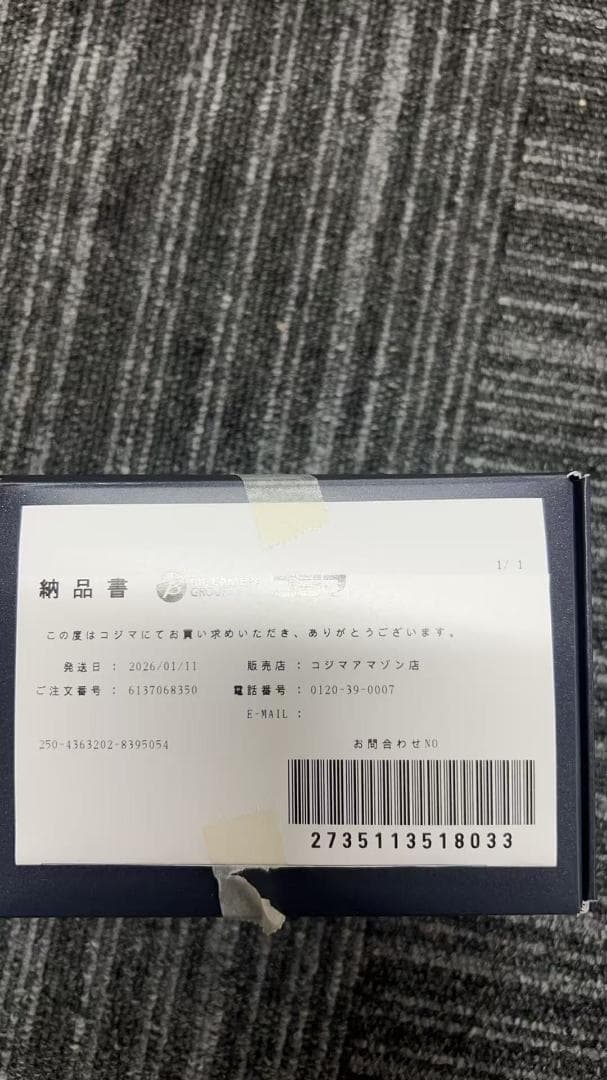 1/ 1
納品書
GROUP
この度はコジマにてお買い求めいただき、ありがとうございます。
発送日 : 2026/01/11 販売店 : コジマアマゾン店
ご注文番号 : 6137068350 電話番号 : 0120-39-0007
E-MAIL :
250-4363202-8395054 お問合わせNO
2735113518033